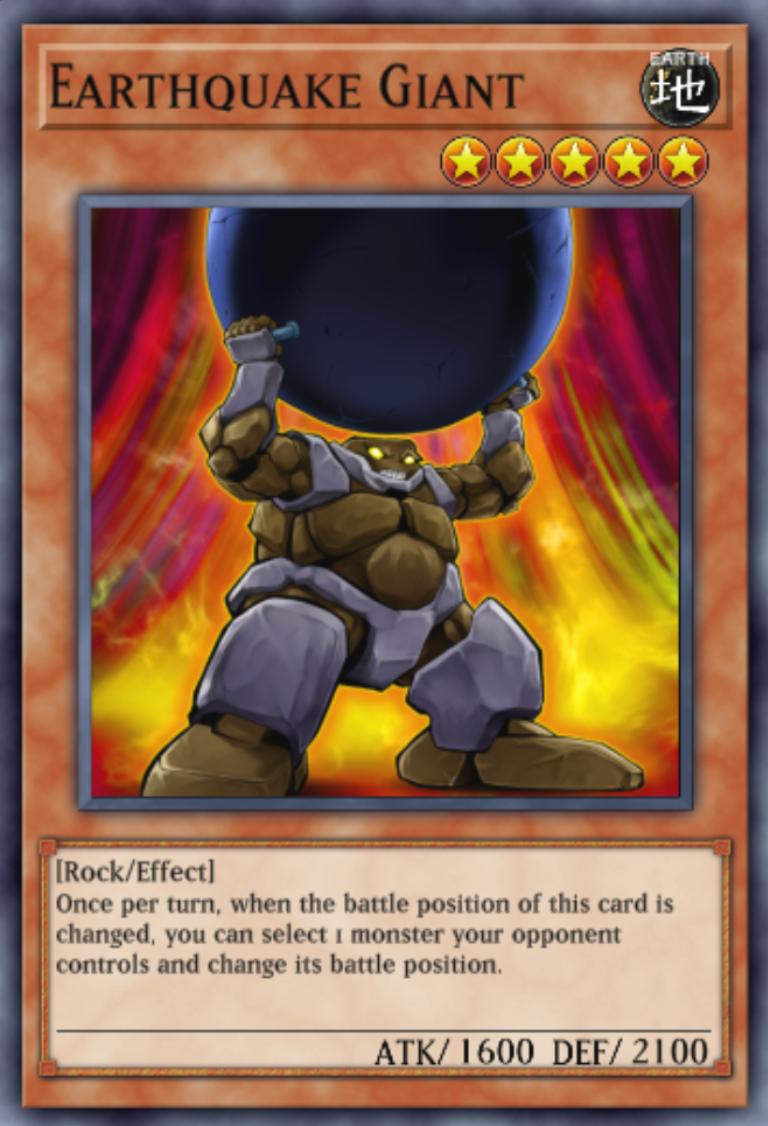 EARTHQUAKE GIANT
EARTH
地
[Rock/Effect]
Once per turn, when the battle position of this card is
changed, you can select 1 monster your opponent
controls and change its battle position.
ATK/ 1600 DEF/ 2100